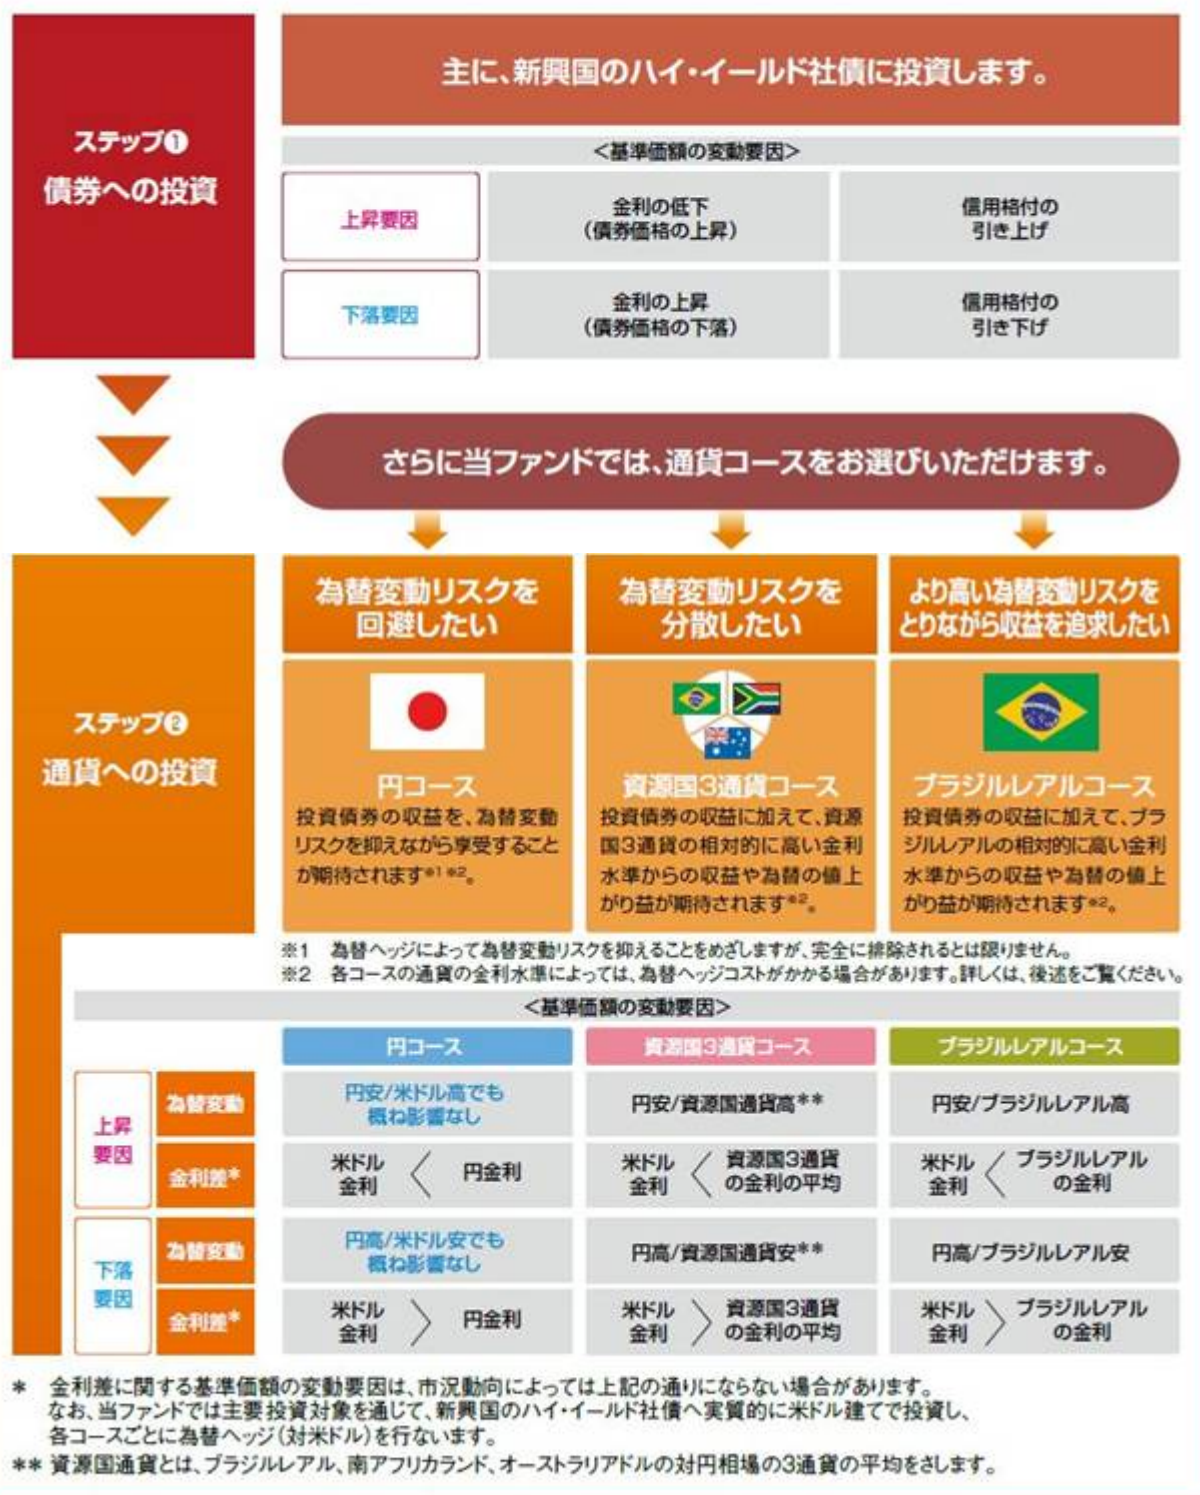 ステップ❶
債券への投資
主に、新興国のハイ・イールド社債に投資します。
<基準価額の変動要因>
上昇要因
金利の低下
(債券価格の上昇)
信用格付の
引き上げ
下落要因
金利の上昇
(債券価格の下落)
信用格付の
引き下げ
さらに当ファンドでは、通貨コースをお選びいただけます。
ステップ❷
通貨への投資
為替変動リスクを
回避したい
円コース
投資債券の収益を、為替変動
リスクを抑えながら享受すること
が期待されます※1 ※2。
為替変動リスクを
分散したい
資源国3通貨コース
投資債券の収益に加えて、資源
国3通貨の相対的に高い金利
水準からの収益や為替の値上
がり益が期待されます※2。
より高い為替変動リスクを
とりながら収益を追求したい
ブラジルレアルコース
投資債券の収益に加えて、ブラ
ジルレアルの相対的に高い金利
水準からの収益や為替の値上
がり益が期待されます※2。
※1 為替ヘッジによって為替変動リスクを抑えることをめざしますが、完全に排除されるとは限りません。
※2 各コースの通貨の金利水準によっては、為替ヘッジコストがかかる場合があります。詳しくは、後述をご覧ください。
<基準価額の変動要因>
円コース
資源国3通貨コース
ブラジルレアルコース
上昇
要因
為替変動
円安/米ドル高でも
概ね影響なし
円安/資源国通貨高**
円安/ブラジルレアル高
金利差*
米ドル
金利
<
円金利
米ドル
金利
<
資源国3通貨
の金利の平均
米ドル
金利
<
ブラジルレアル
の金利
下落
要因
為替変動
円高/米ドル安でも
概ね影響なし
円高/資源国通貨安**
円高/ブラジルレアル安
金利差*
米ドル
金利
>
円金利
米ドル
金利
>
資源国3通貨
の金利の平均
米ドル
金利
>
ブラジルレアル
の金利
* 金利差に関する基準価額の変動要因は、市況動向によっては上記の通りにならない場合があります。
なお、当ファンドでは主要投資対象を通じて、新興国のハイ・イールド社債へ実質的に米ドル建てで投資し、
各コースごとに為替ヘッジ(対米ドル)を行ないます。
** 資源国通貨とは、ブラジルレアル、南アフリカランド、オーストラリアドルの対円相場の3通貨の平均をさします。